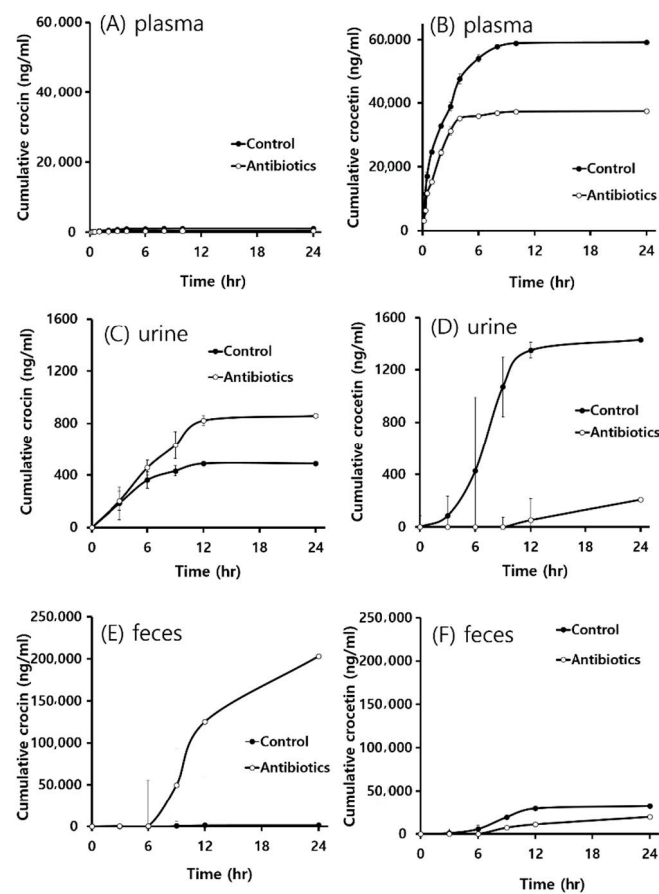 (A) plasma
Cumulative crocin (ng/ml)
60,000
40,000
20,000
0
0 6 12 18 24
Time (hr)
Control
Antibiotics
(B) plasma
Cumulative crocetin (ng/ml)
60,000
40,000
20,000
0
0 6 12 18 24
Time (hr)
Control
Antibiotics
(C) urine
Cumulative crocin (ng/ml)
1600
1200
800
400
0
0 6 12 18 24
Time (hr)
Control
Antibiotics
(D) urine
Cumulative crocetin (ng/ml)
1600
1200
800
400
0
0 6 12 18 24
Time (hr)
Control
Antibiotics
(E) feces
Cumulative crocin (ng/ml)
250,000
200,000
150,000
100,000
50,000
0
0 6 12 18 24
Time (hr)
Control
Antibiotics
(F) feces
Cumulative crocetin (ng/ml)
250,000
200,000
150,000
100,000
50,000
0
0 6 12 18 24
Time (hr)
Control
Antibiotics